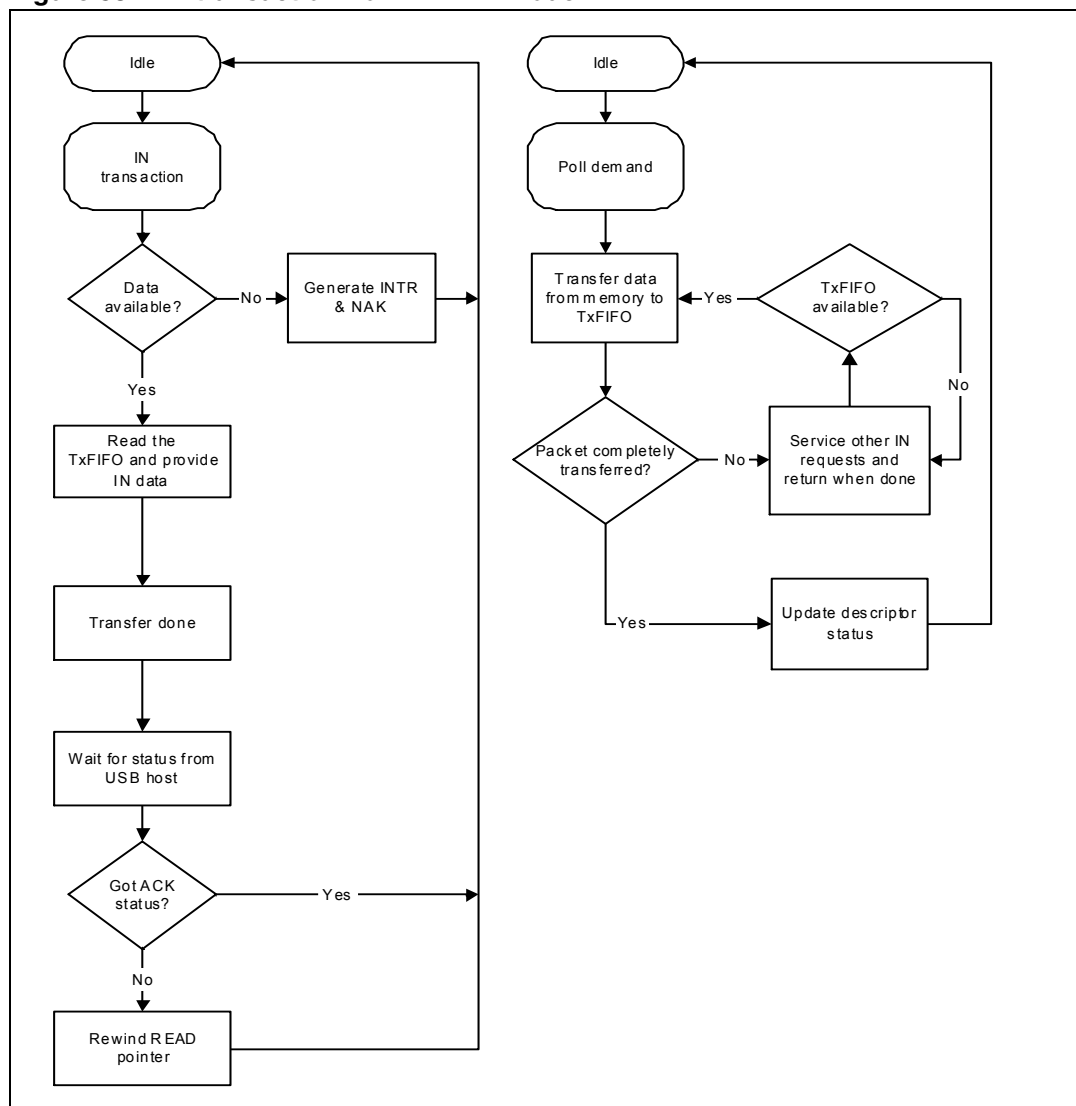 Idle
IN
transaction
Data
available?
No
Generate INTR
& NAK
Yes
Read the
TxFIFO and provide
IN data
Transfer done
Wait for status from
USB host
Got ACK
status?
Yes
No
Rewind READ
pointer
Idle
Poll demand
Transfer data
from memory to
TxFIFO
Yes
TxFIFO
available?
No
Packet completely
transferred?
No
Service other IN
requests and
return when done
Yes
Update descriptor
status